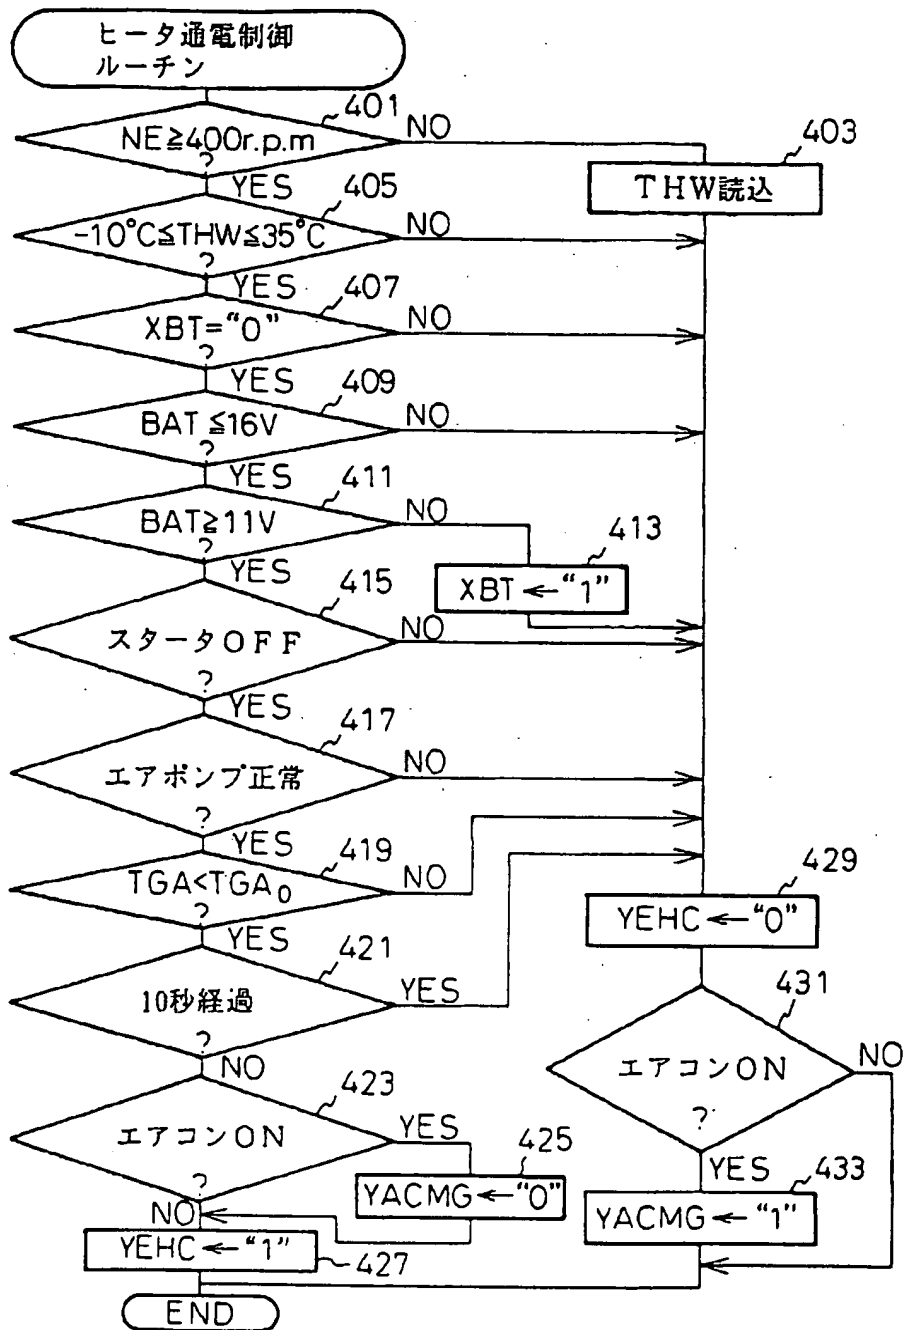 ヒータ通電制御
ルーチン
401
NE≧400r.p.m
?
NO
YES
403
THW読込
405
-10°C≦THW≦35°C
?
NO
YES
407
XBT="0"
?
NO
YES
409
BAT≦16V
?
NO
YES
411
BAT≧11V
?
NO
YES
413
XBT←"1"
415
スタータOFF
?
NO
YES
417
エアポンプ正常
?
NO
YES
419
TGA<TGA₀
?
NO
YES
421
10秒経過
?
YES
NO
423
エアコンON
?
YES
NO
425
YACMG←"0"
YEHC←"1"
427
END
429
YEHC←"0"
431
エアコンON
?
NO
YES
433
YACMG←"1"